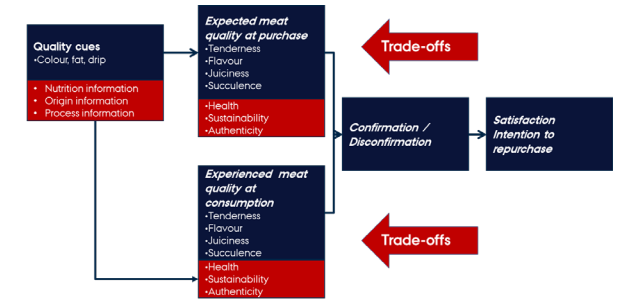 Quality cues
•Colour, fat, drip
• Nutrition information
• Origin information
• Process information
Expected meat
quality at purchase
•Tenderness
•Flavour
•Juiciness
•Succulence
•Health
•Sustainability
•Authenticity
Trade-offs
Experienced meat
quality at
consumption
•Tenderness
•Flavour
•Juiciness
•Succulence
•Health
•Sustainability
•Authenticity
Trade-offs
Confirmation /
Disconfirmation
Satisfaction
Intention to
repurchase